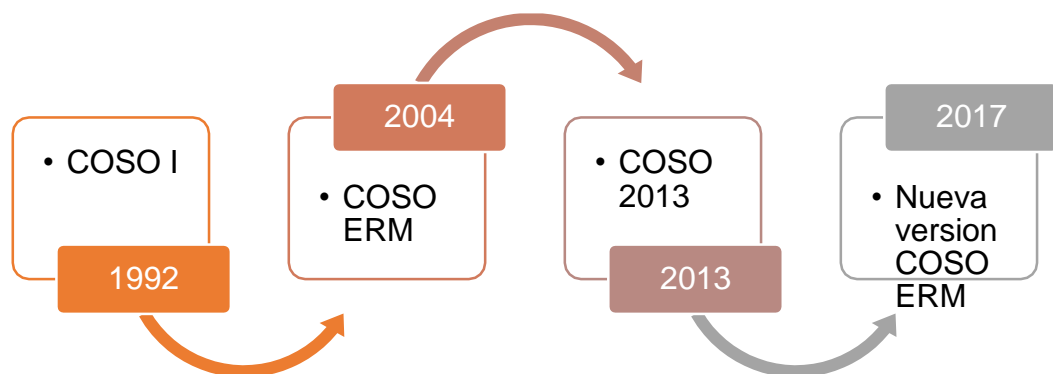 • COSO I
1992
2004
• COSO
ERM
• COSO
2013
2013
2017
• Nueva
version
COSO
ERM